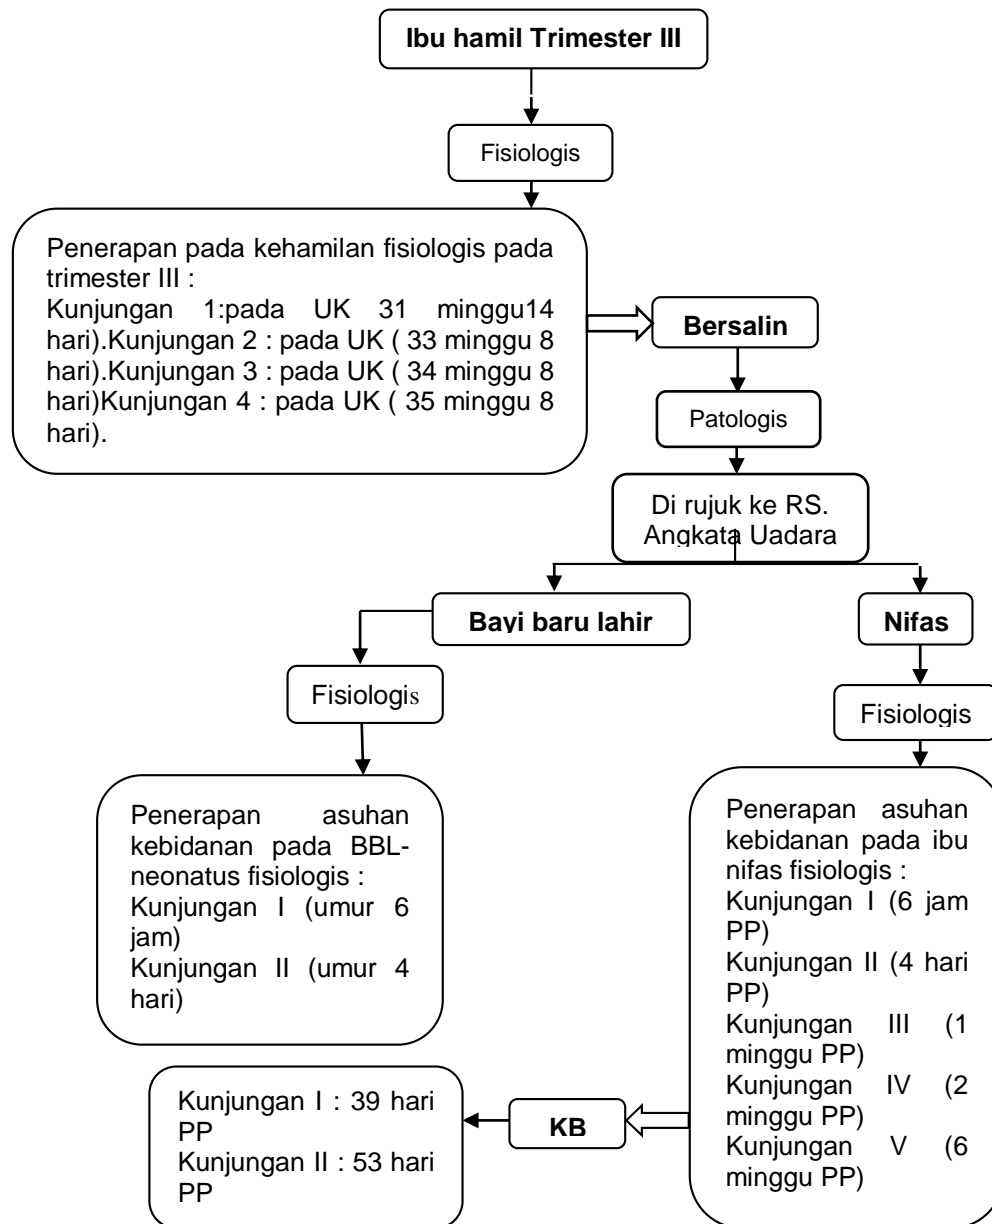 Ibu hamil Trimester III
Fisiologis
Penerapan pada kehamilan fisiologis pada
trimester III :
Kunjungan 1:pada UK 31 minggu14
hari).Kunjungan 2 : pada UK ( 33 minggu 8
hari).Kunjungan 3 : pada UK ( 34 minggu 8
hari)Kunjungan 4 : pada UK ( 35 minggu 8
hari).
Bersalin
Patologis
Di rujuk ke RS.
Angkata Uadara
Bayi baru lahir
Nifas
Fisiologis
Fisiologis
Penerapan asuhan
kebidanan pada BBL-
neonatus fisiologis :
Kunjungan I (umur 6
jam)
Kunjungan II (umur 4
hari)
Penerapan asuhan
kebidanan pada ibu
nifas fisiologis :
Kunjungan I (6 jam
PP)
Kunjungan II (4 hari
PP)
Kunjungan III (1
minggu PP)
Kunjungan IV (2
minggu PP)
Kunjungan V (6
minggu PP)
KB
Kunjungan I : 39 hari
PP
Kunjungan II : 53 hari
PP